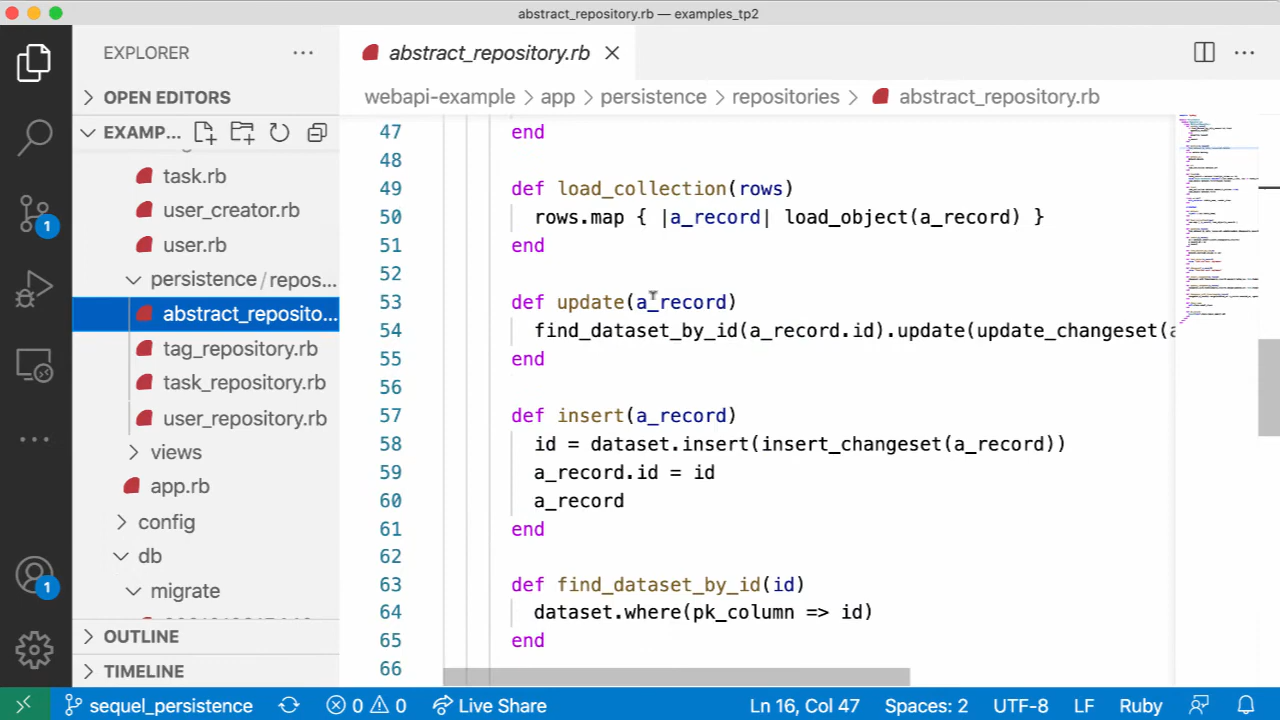 abstract_repository.rb — examples_tp2
EXPLORER
abstract_repository.rb
OPEN EDITORS
webapi-example > app > persistence > repositories > abstract_repository.rb
EXAMP...
task.rb
user_creator.rb
user.rb
persistence / repos...
abstract_reposito...
tag_repository.rb
task_repository.rb
user_repository.rb
views
app.rb
config
db
migrate
OUTLINE
TIMELINE
47 end
48
49 def load_collection(rows)
50 rows.map { |a_record| load_object(a_record) }
51 end
52
53 def update(a_record)
54 find_dataset_by_id(a_record.id).update(update_changeset(a
55 end
56
57 def insert(a_record)
58 id = dataset.insert(insert_changeset(a_record))
59 a_record.id = id
60 a_record
61 end
62
63 def find_dataset_by_id(id)
64 dataset.where(pk_column => id)
65 end
66
1
1
sequel_persistence 0 0 Live Share Ln 16, Col 47 Spaces: 2 UTF-8 LF Ruby